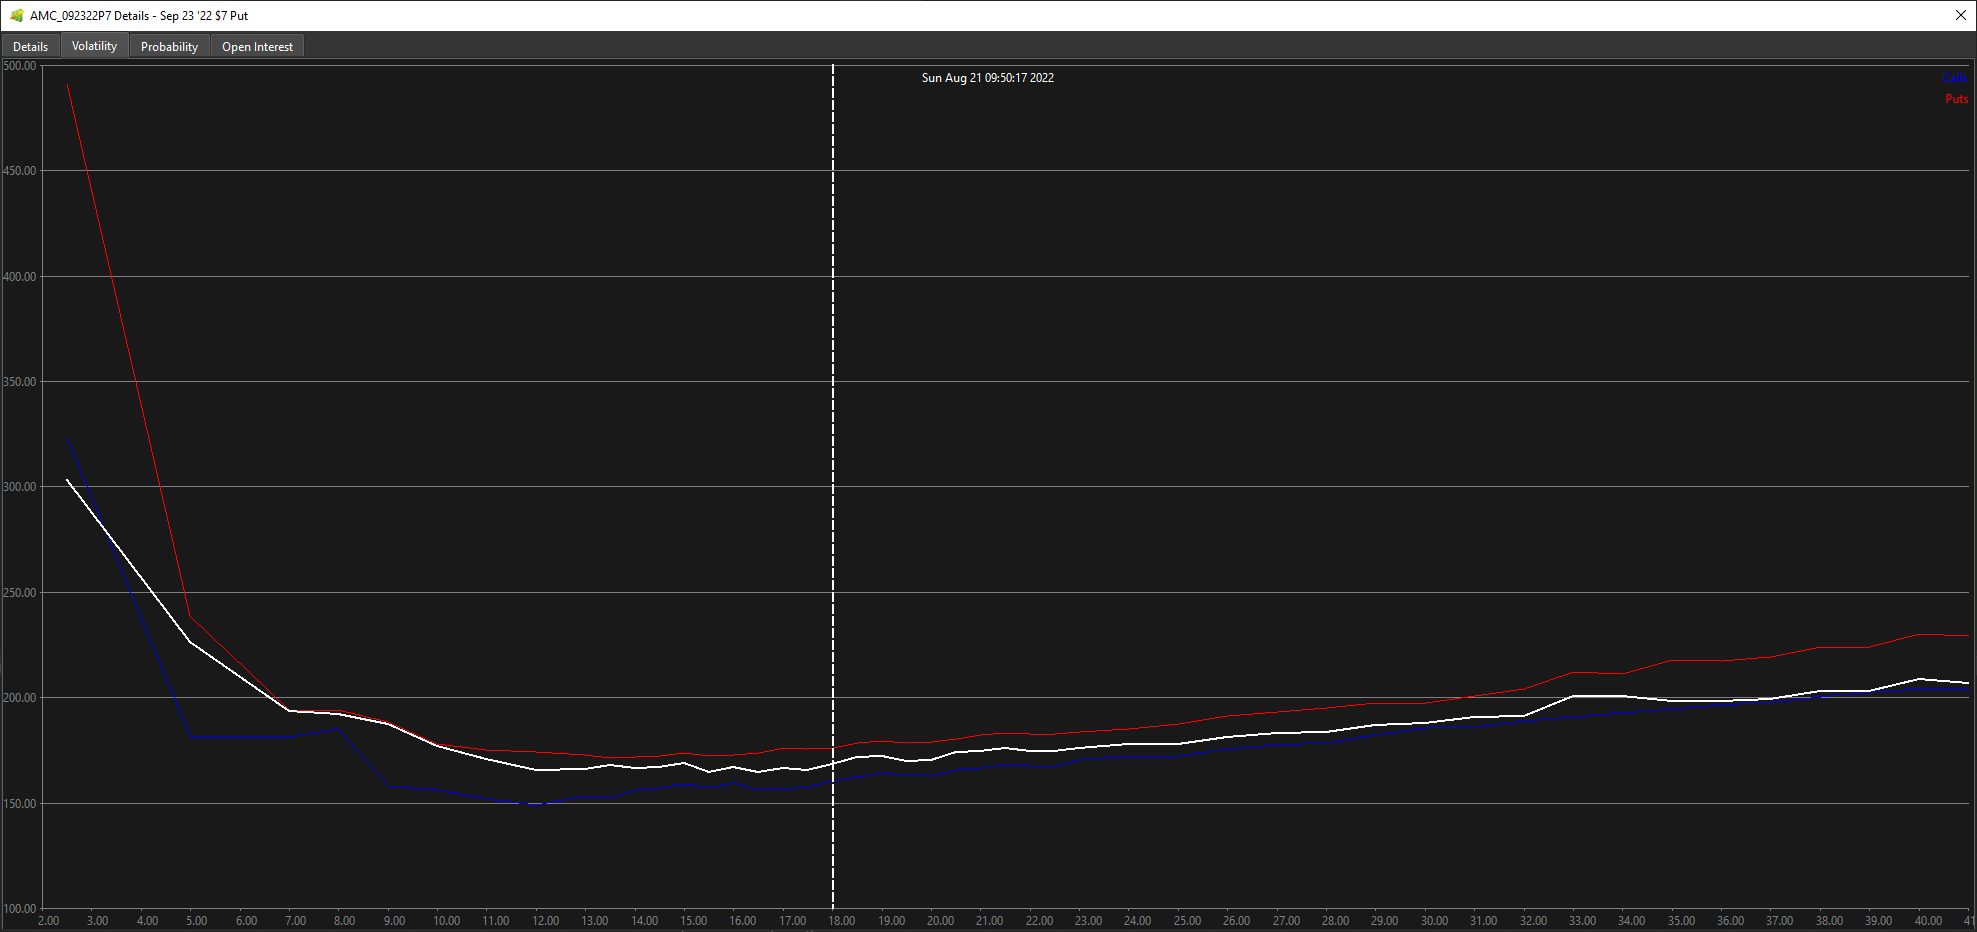 AMC_092322P7 Details - Sep 23 '22 $7 Put
Details Volatility Probability Open Interest
Sun Aug 21 09:50:17 2022
Calls
Puts
500.00
450.00
400.00
350.00
300.00
250.00
200.00
150.00
100.00
2.00 3.00 4.00 5.00 6.00 7.00 8.00 9.00 10.00 11.00 12.00 13.00 14.00 15.00 16.00 17.00 18.00 19.00 20.00 21.00 22.00 23.00 24.00 25.00 26.00 27.00 28.00 29.00 30.00 31.00 32.00 33.00 34.00 35.00 36.00 37.00 38.00 39.00 40.00 41